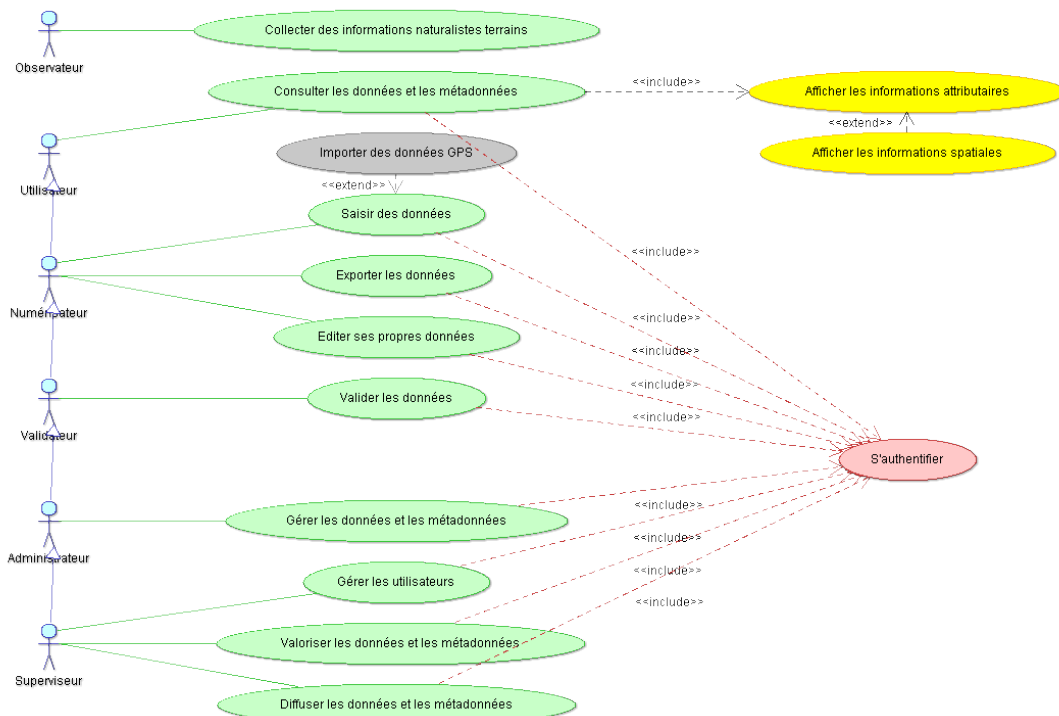 Collecter des informations naturalistes terrains
Observateur
<<include>>
Consulter les données et les métadonnées
Afficher les informations attributaires
<<extend>>
Importer des données GPS
Afficher les informations spatiales
Utilisateur
<<extend>>
Saisir des données
<<include>>
Exporter les données
Numérisateur
<<include>>
Editer ses propres données
<<include>>
<<include>>
Valider les données
<<include>>
Validateur
S'authentifier
Gérer les données et les métadonnées
<<include>>
<<include>>
Administrateur
<<include>>
Gérer les utilisateurs
<<include>>
Valoriser les données et les métadonnées
Superviseur
Diffuser les données et les métadonnées